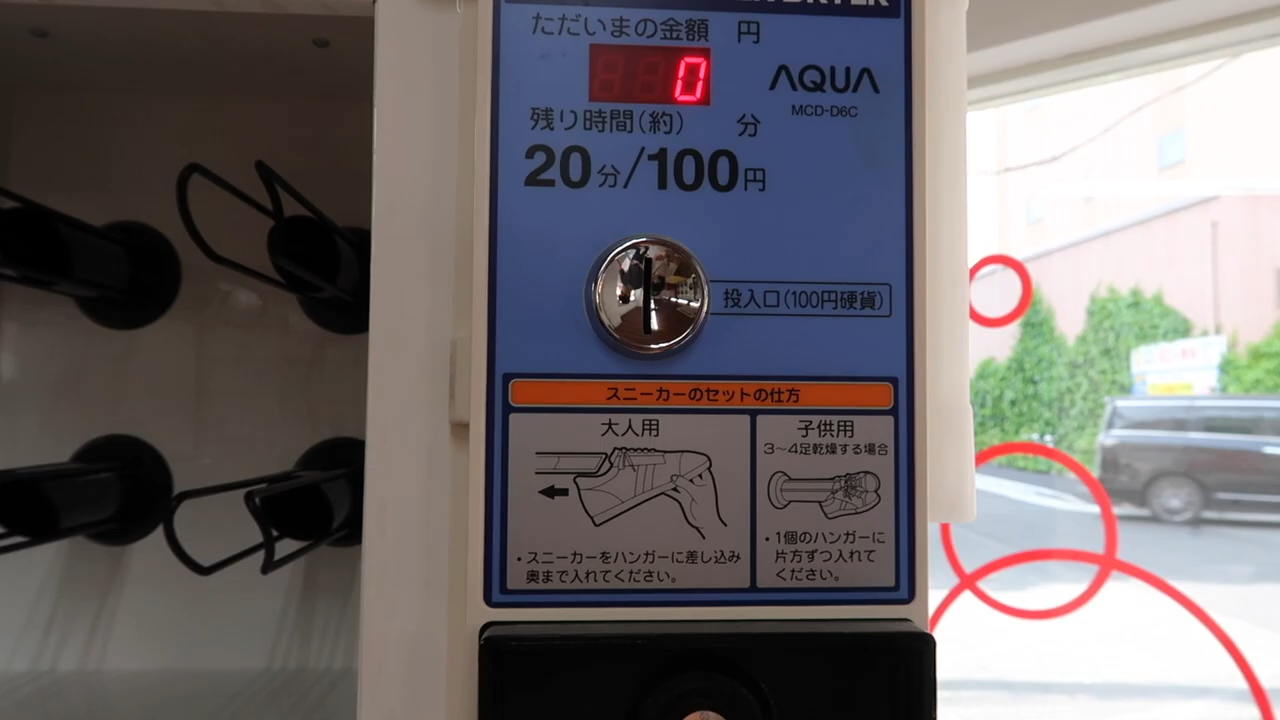 DRYER
ただいまの金額 円
0
AQUA
MCD-D6C
残り時間(約) 分
20分/100円
投入口(100円硬貨)
スニーカーのセットの仕方
大人用
・スニーカーをハンガーに差し込み
奥まで入れてください。
子供用
3〜4足乾燥する場合
・1個のハンガーに
片方ずつ入れて
ください。